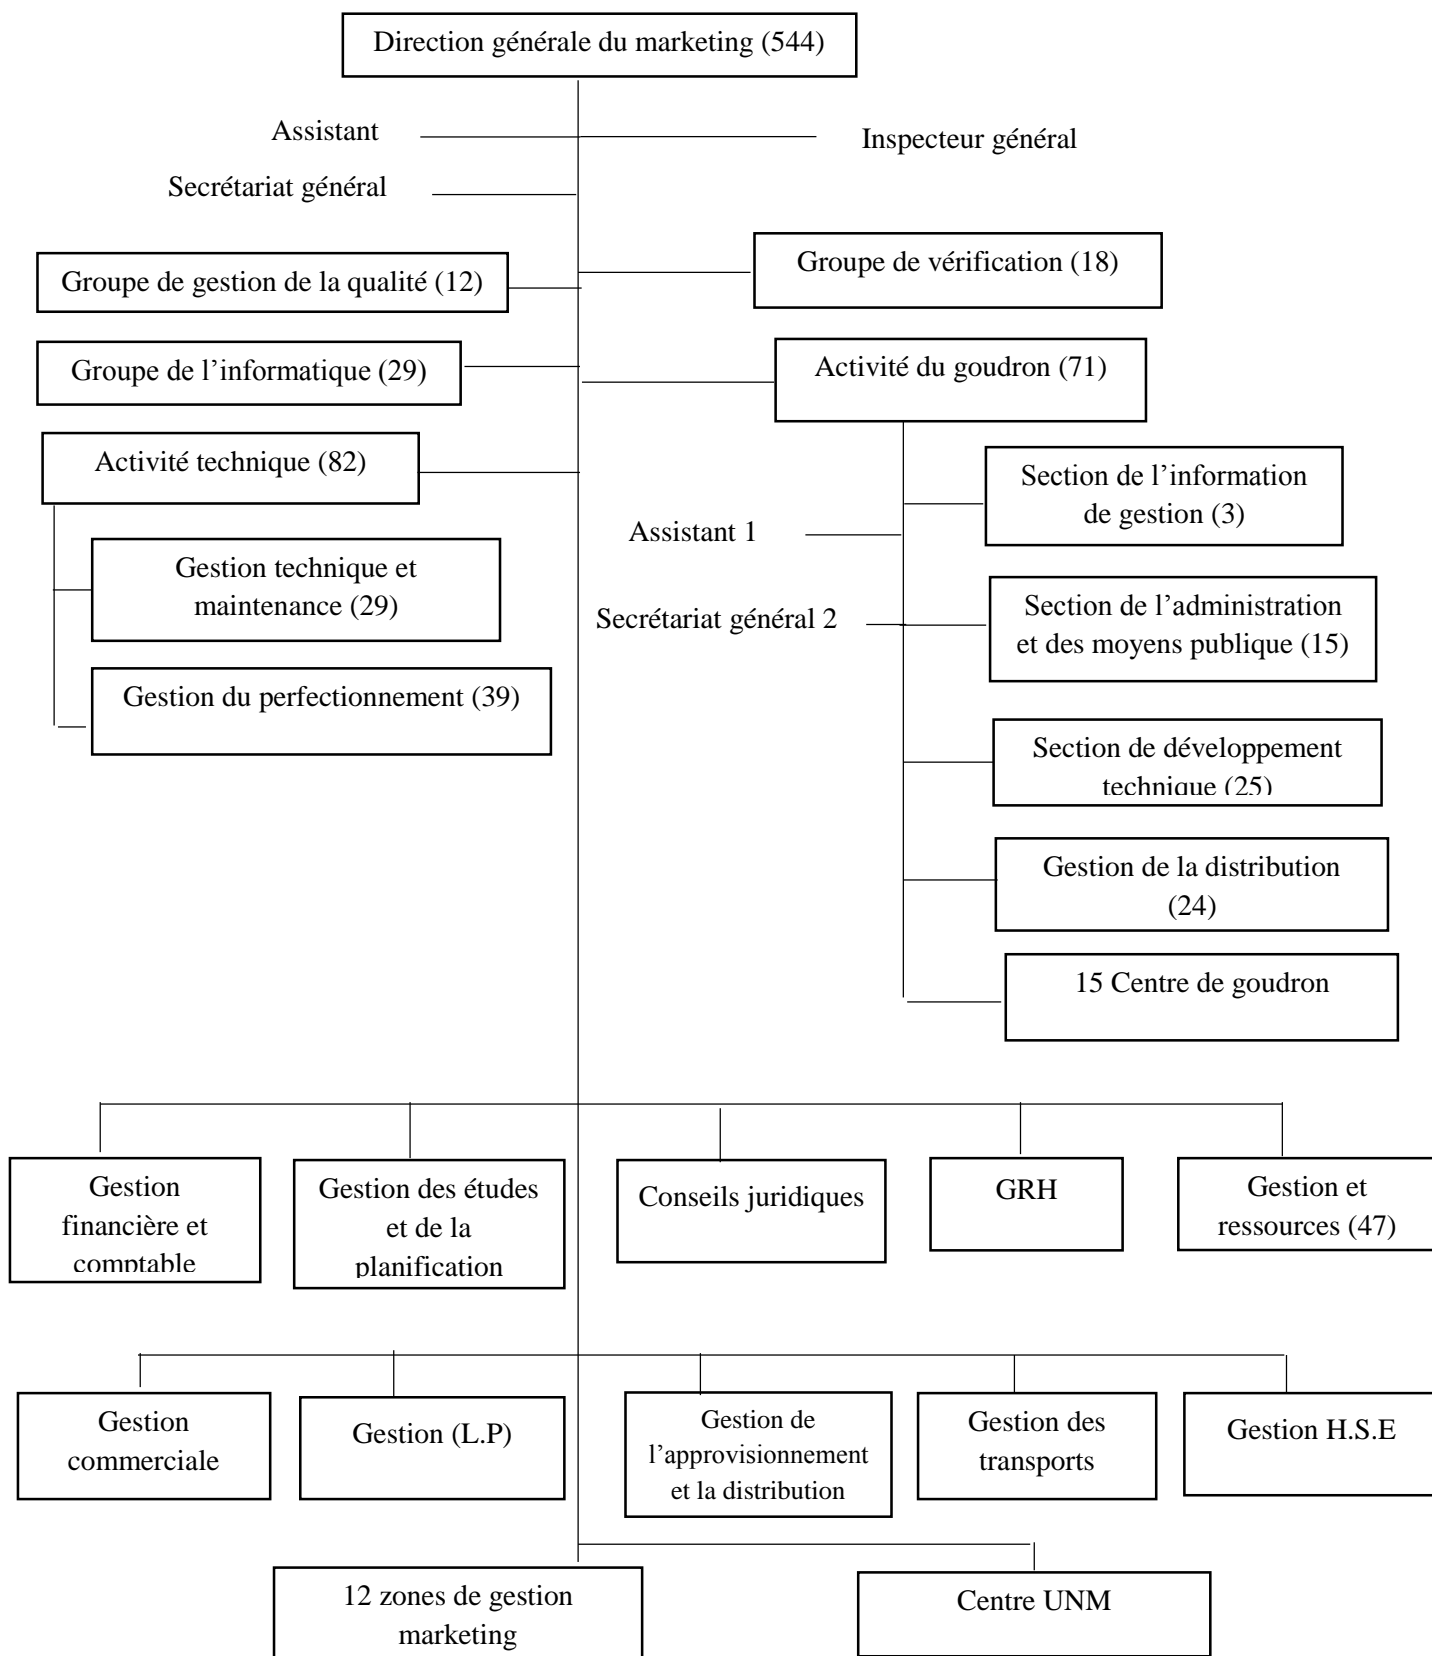 Direction générale du marketing (544)
Assistant
Inspecteur général
Secrétariat général
Groupe de vérification (18)
Groupe de gestion de la qualité (12)
Groupe de l’informatique (29)
Activité du goudron (71)
Activité technique (82)
Section de l’information
de gestion (3)
Assistant 1
Gestion technique et
maintenance (29)
Section de l’administration
et des moyens publique (15)
Secrétariat général 2
Gestion du perfectionnement (39)
Section de développement
technique (25)
Gestion de la distribution
(24)
15 Centre de goudron
Gestion
financière et
comptable
Gestion des études
et de la
planification
Conseils juridiques
GRH
Gestion et
ressources (47)
Gestion
commerciale
Gestion (L.P)
Gestion de
l’approvisionnement
et la distribution
Gestion des
transports
Gestion H.S.E
12 zones de gestion
marketing
Centre UNM